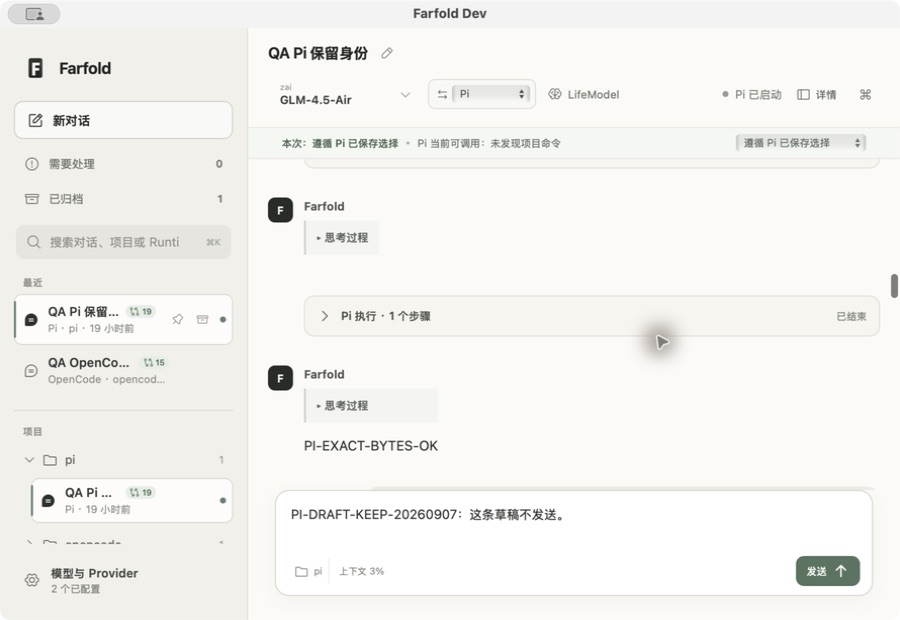 Farfold Dev
Farfold
新对话
需要处理 0
已归档 1
搜索对话、项目或 Runti ⌘K
最近
QA Pi 保留... 19
Pi · pi · 19 小时前
QA OpenCo... 15
OpenCode · opencod...
项目
pi 1
QA Pi ... 19
Pi · 19 小时前
模型与 Provider
2 个已配置
QA Pi 保留身份
zai
GLM-4.5-Air
Pi
LifeModel
Pi 已启动
详情
⌘
本次：遵循 Pi 已保存选择 • Pi 当前可调用：未发现项目命令
遵循 Pi 已保存选择
F Farfold
思考过程
Pi 执行 · 1 个步骤 已结束
F Farfold
思考过程
PI-EXACT-BYTES-OK
PI-DRAFT-KEEP-20260907：这条草稿不发送。
pi 上下文 3%
发送